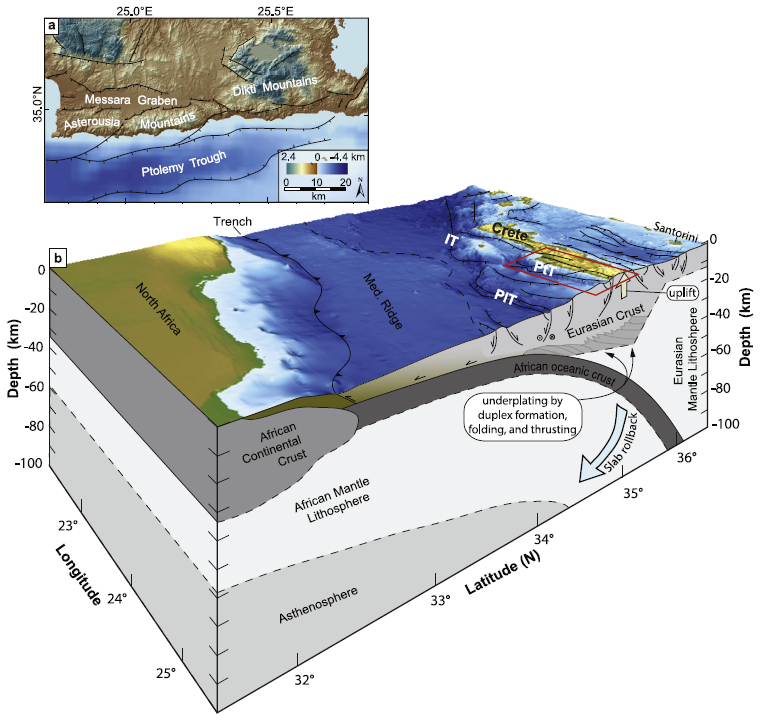 25.0°E
25.5°E
a
35.0°N
Dikti Mountains
Messara Graben
Asterousia Mountains
Ptolemy Trough
2,4 0 -4,4 km
0 10 20
km
N
b
Trench
Santorini
Crete
IT
PtT
PlT
North Africa
Med. Ridge
uplift
Eurasian Crust
Eurasian
Mantle Lithoshpere
African oceanic crust
underplating by
duplex formation,
folding, and thrusting
Slab rollback
African
Continental
Crust
African Mantle
Lithosphere
Asthenosphere
Depth (km)
0
-20
-40
-60
-80
-100
Depth (km)
0
-20
-40
-60
-80
-100
Longitude
23°
24°
25°
Latitude (N)
32°
33°
34°
35°
36°